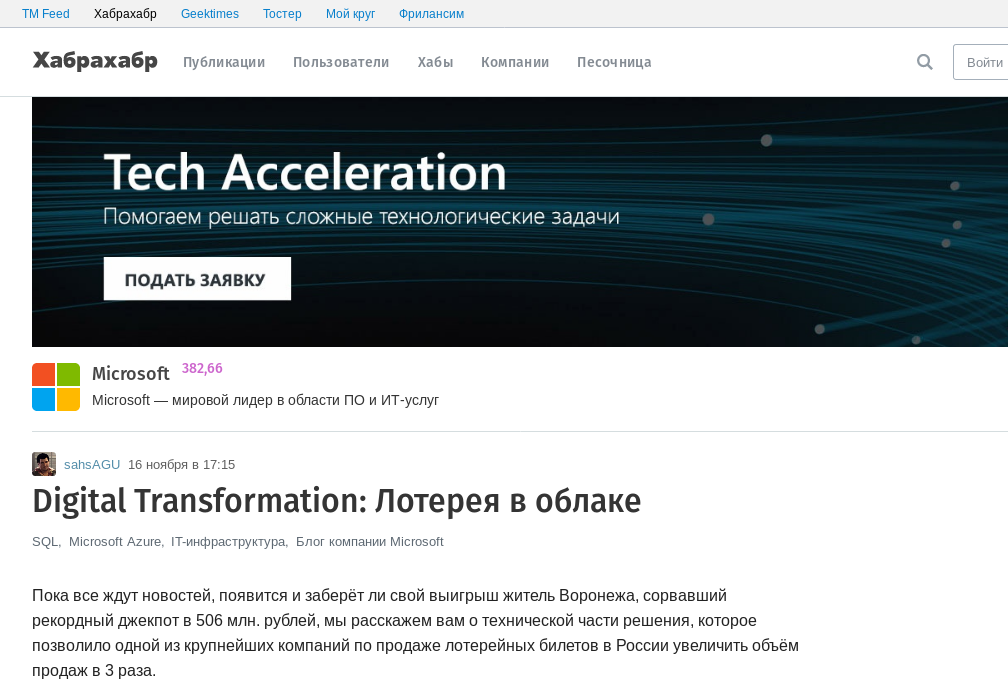 TM Feed Хабрахабр Geektimes Тостер Мой круг Фрилансим
Хабрахабр Публикации Пользователи Хабы Компании Песочница Войти
Tech Acceleration
Помогаем решать сложные технологические задачи
ПОДАТЬ ЗАЯВКУ
Microsoft 382,66
Microsoft — мировой лидер в области ПО и ИТ-услуг
sahsAGU 16 ноября в 17:15
Digital Transformation: Лотерея в облаке
SQL, Microsoft Azure, IT-инфраструктура, Блог компании Microsoft
Пока все ждут новостей, появится и заберёт ли свой выигрыш житель Воронежа, сорвавший
рекордный джекпот в 506 млн. рублей, мы расскажем вам о технической части решения, которое
позволило одной из крупнейших компаний по продаже лотерейных билетов в России увеличить объём
продаж в 3 раза.